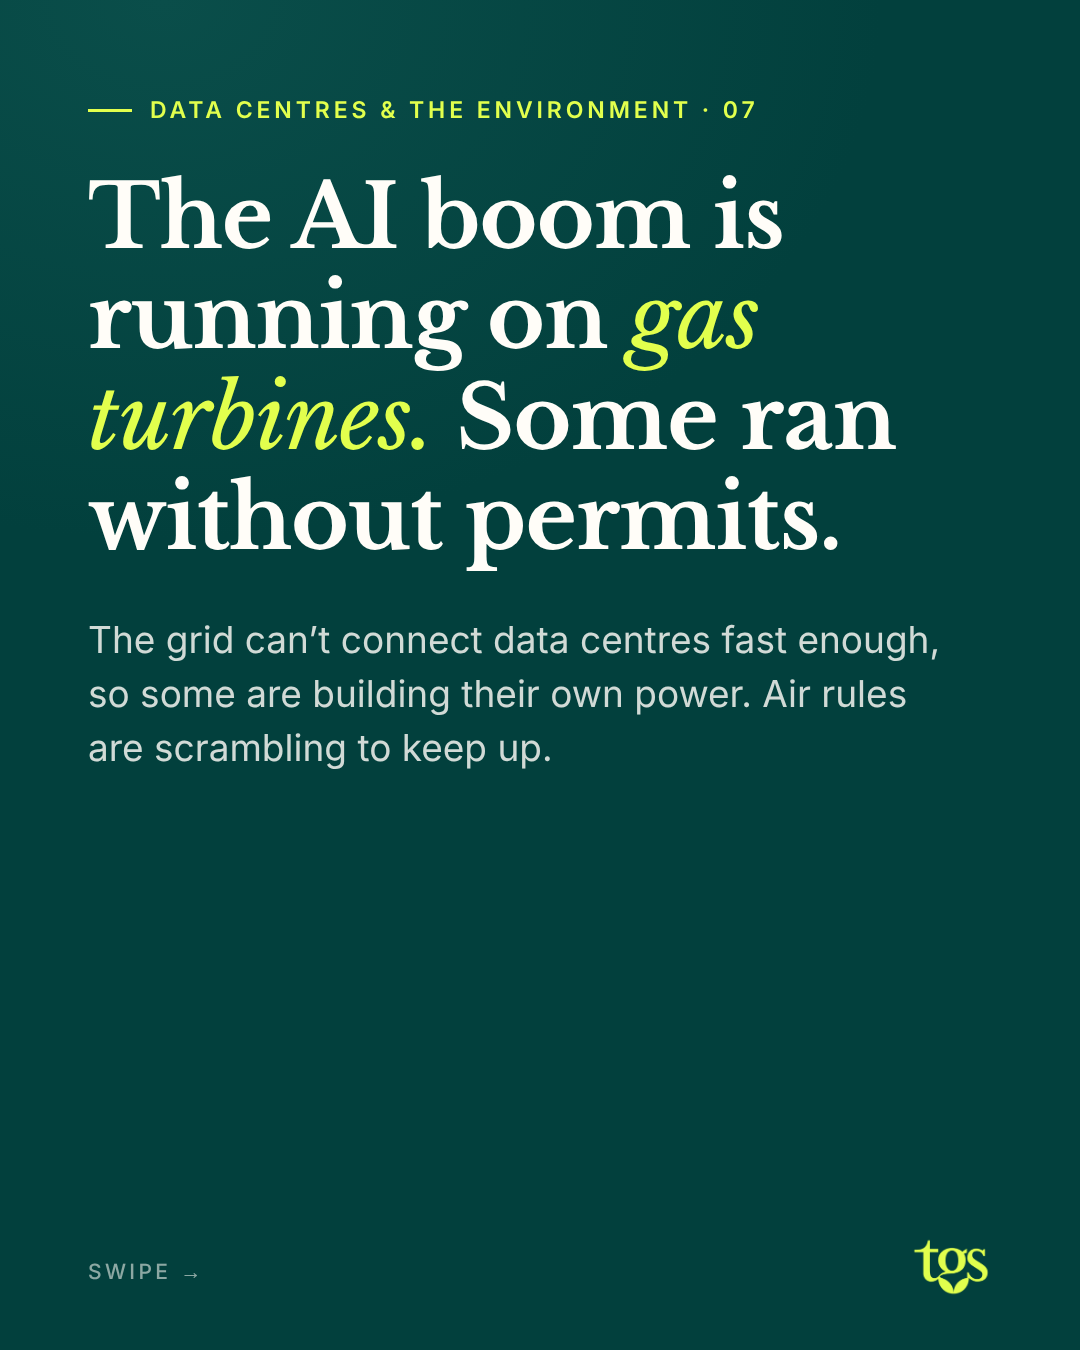 DATA CENTRES & THE ENVIRONMENT · 07
The AI boom is
running on gas
turbines. Some ran
without permits.
The grid can’t connect data centres fast enough,
so some are building their own power. Air rules
are scrambling to keep up.
SWIPE →
tgs